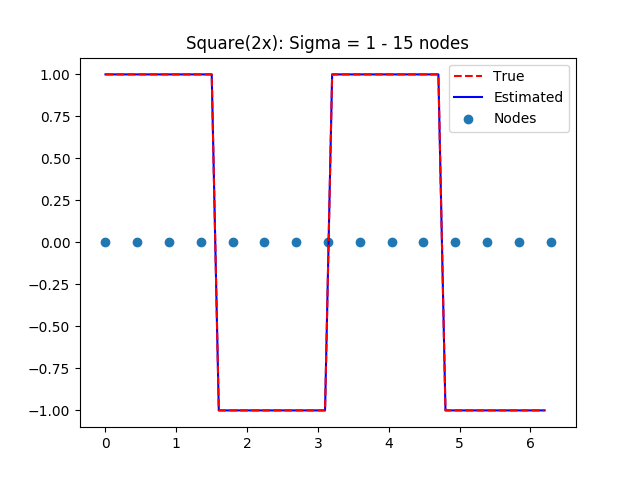 Square(2x): Sigma = 1 - 15 nodes
1.00
0.75
0.50
0.25
0.00
−0.25
−0.50
−0.75
−1.00
0 1 2 3 4 5 6
True
Estimated
Nodes